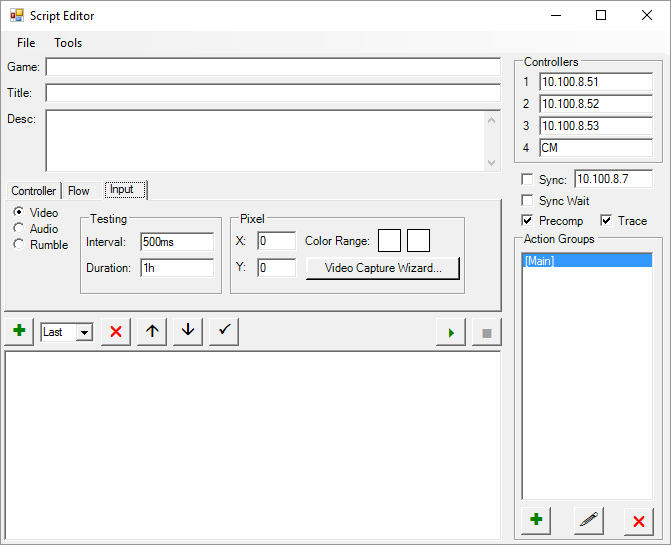 Script Editor
File Tools
Game:
Title:
Desc:
Controller Flow Input
Video
Audio
Rumble
Testing
Interval: 500ms
Duration: 1h
Pixel
X: 0 Color Range:
Y: 0 Video Capture Wizard...
Last
Controllers
1 10.100.8.51
2 10.100.8.52
3 10.100.8.53
4 CM
Sync: 10.100.8.7
Sync Wait
Precomp Trace
Action Groups
[Main]